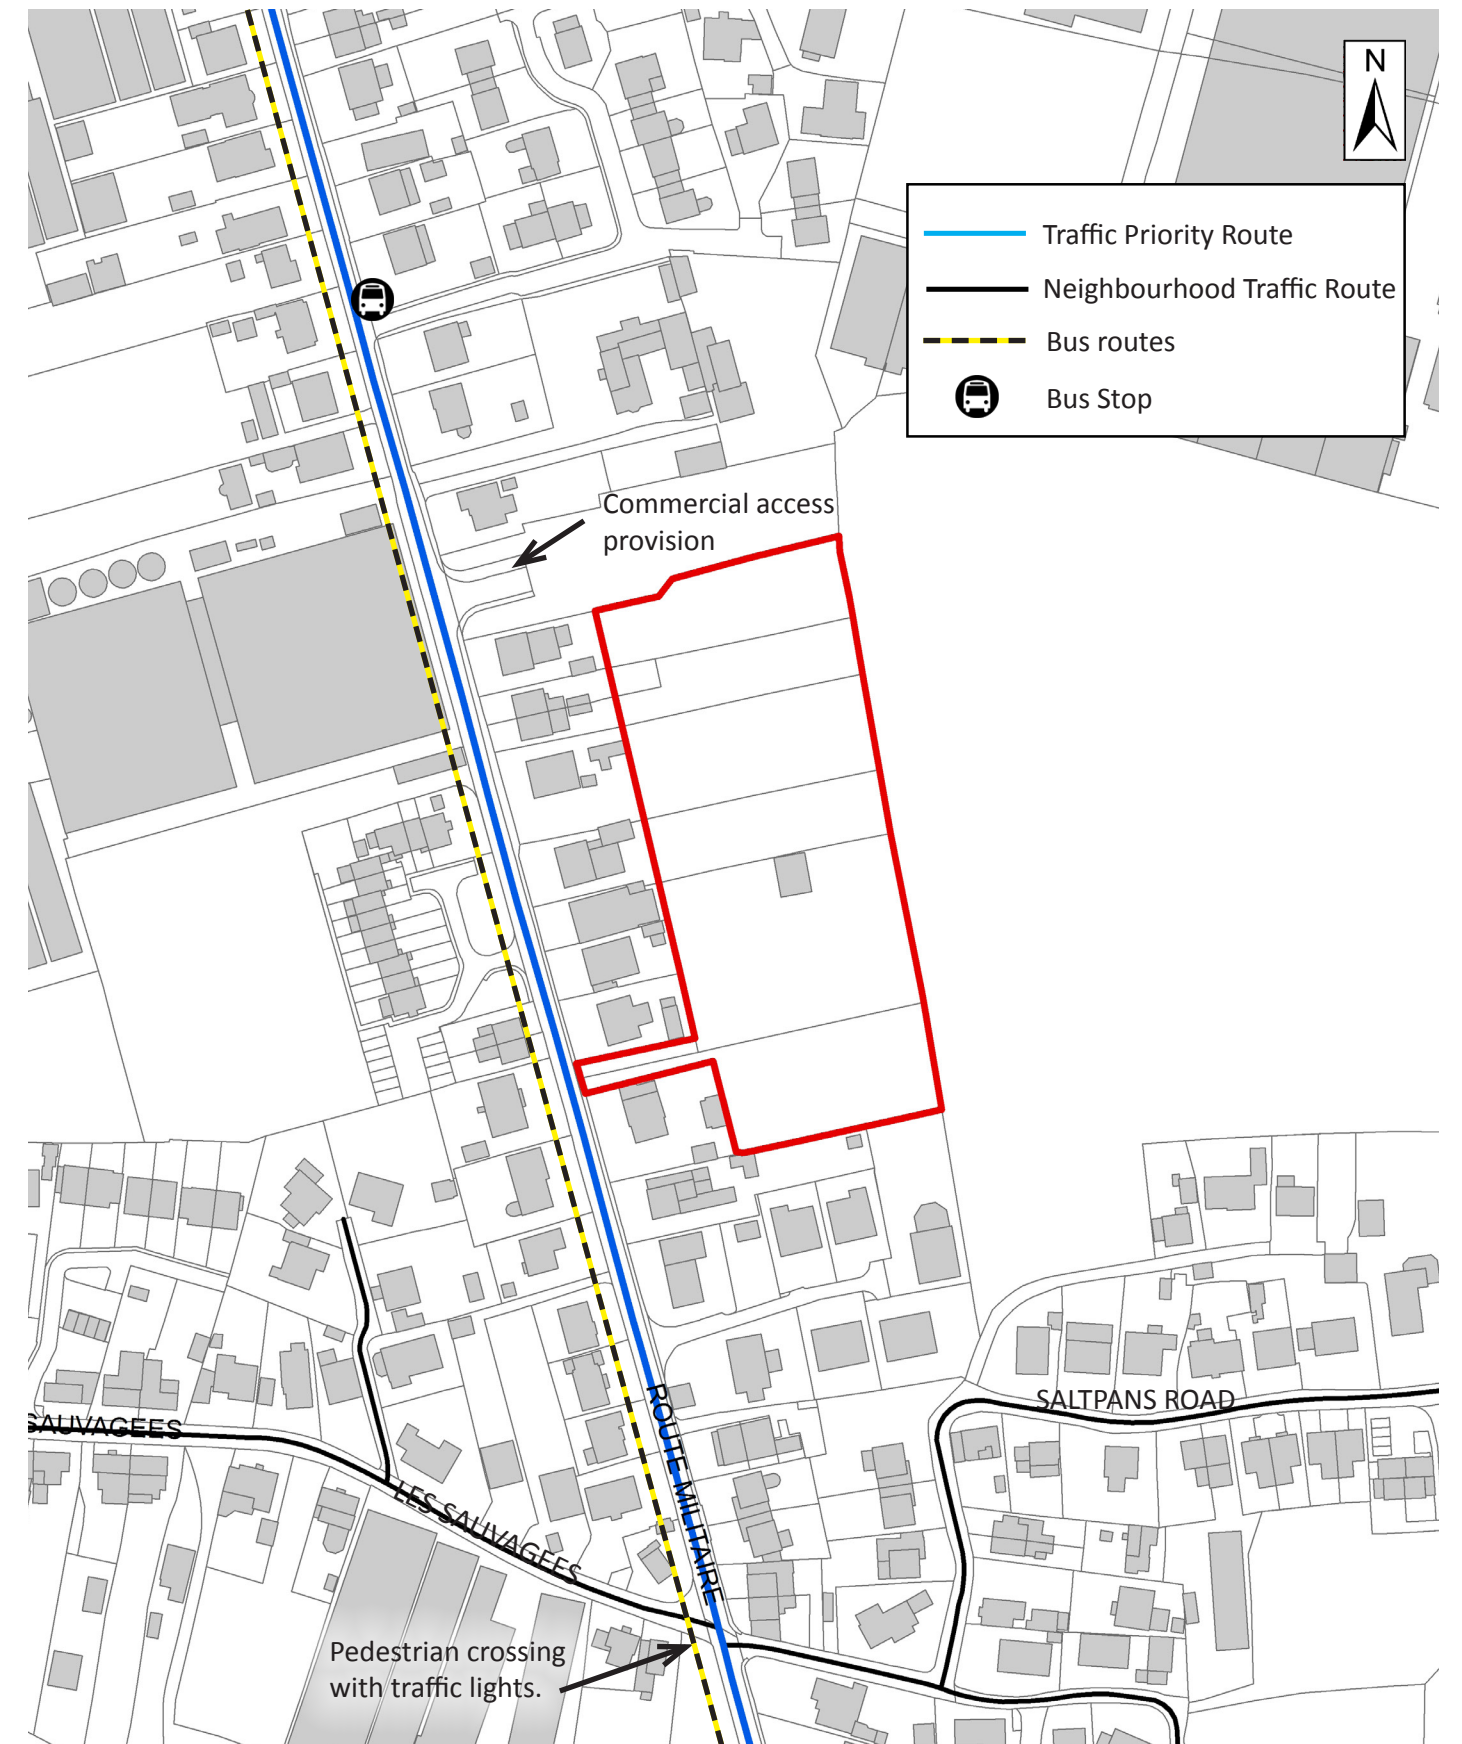 N
Traffic Priority Route
Neighbourhood Traffic Route
Bus routes
Bus Stop
Commercial access
provision
SALTPANS ROAD
ROUTE MILITAIRE
SAUVAGEES
LES SAUVAGEES
Pedestrian crossing
with traffic lights.